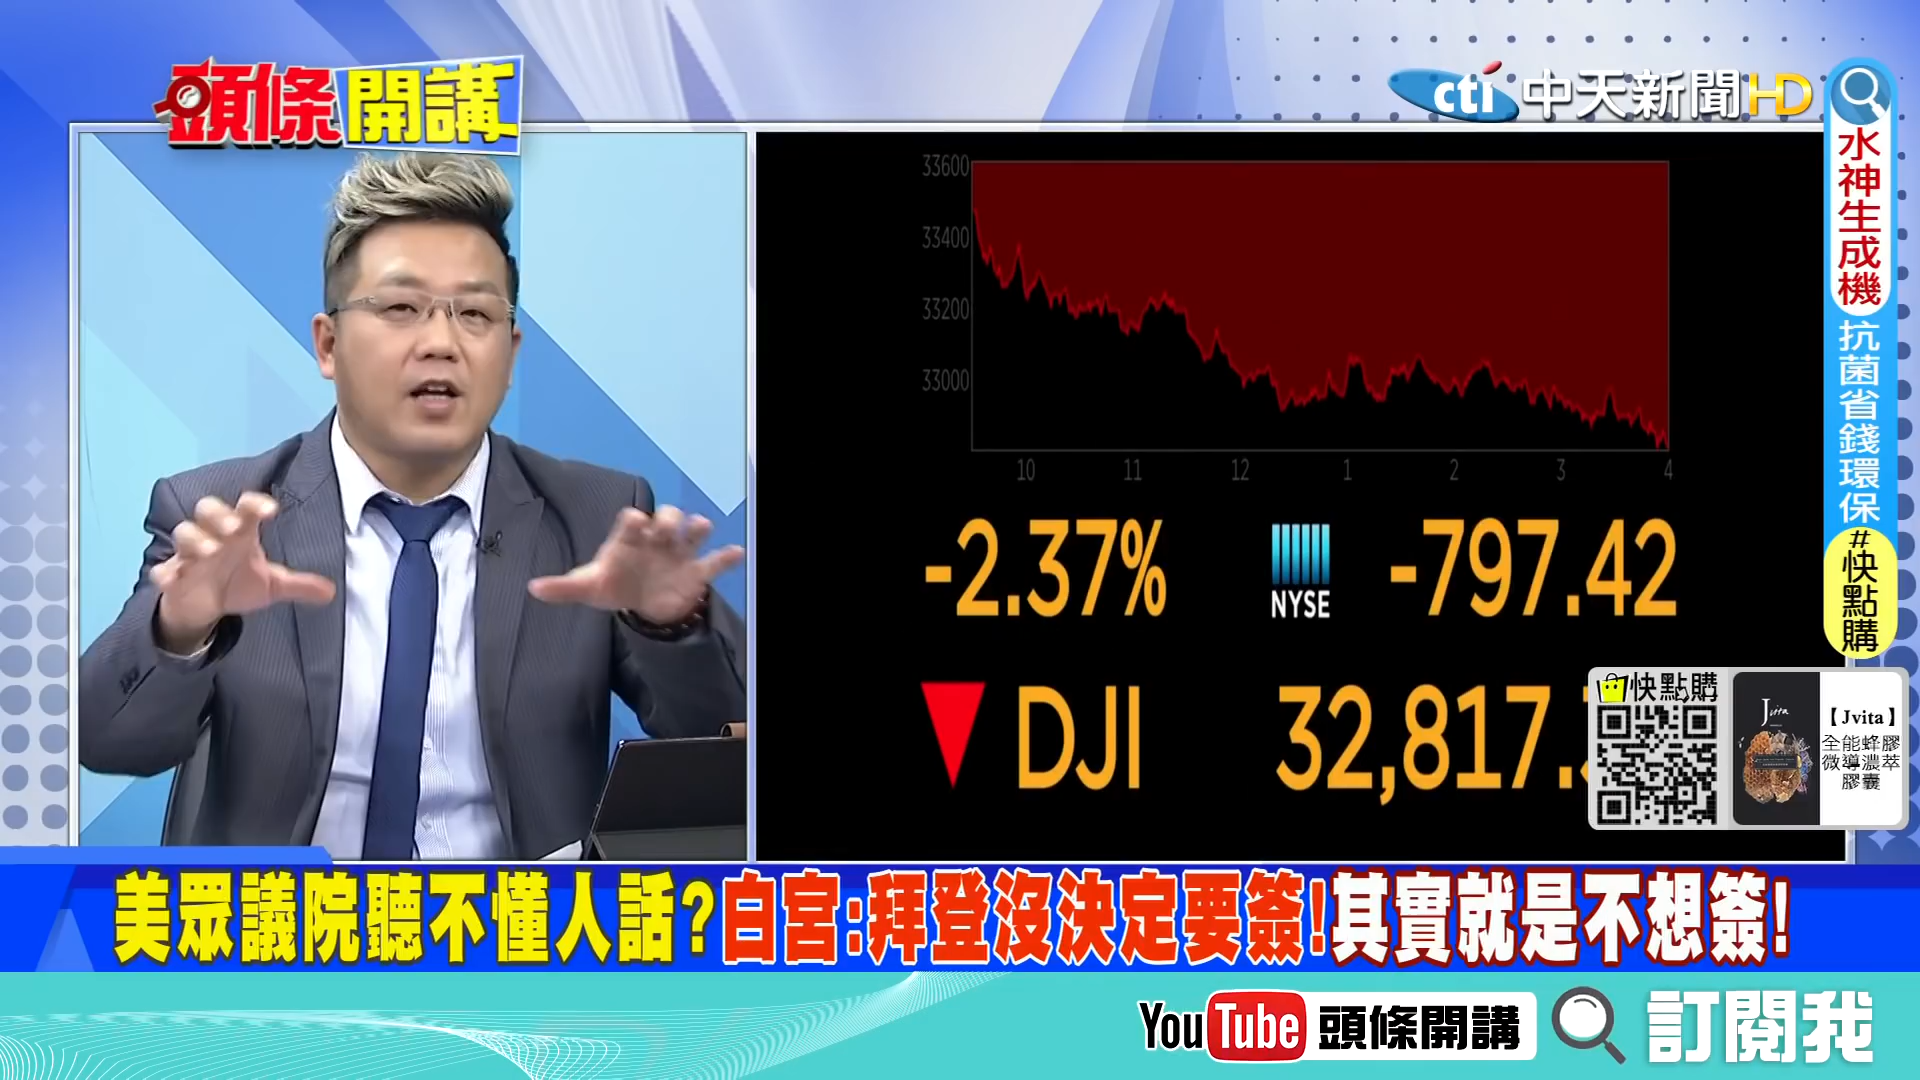 頭條開講
cti 中天新聞HD
水神生成機 抗菌省錢環保 #快點購
33600
33400
33200
33000
10 11 12 1 2 3 4
-2.37% NYSE -797.42
DJI 32,817.
快點購
Jvita
【Jvita】
全能蜂膠
微導濃萃
膠囊
美眾議院聽不懂人話?白宮:拜登沒決定要簽!其實就是不想簽!
YouTube 頭條開講 訂閱我